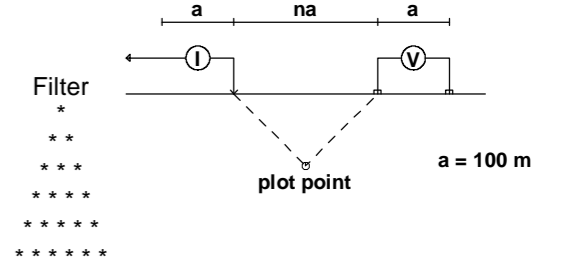 a na a
I V
Filter
*
* *
* * *
* * * *
* * * * *
* * * * * *
plot point
a = 100 m